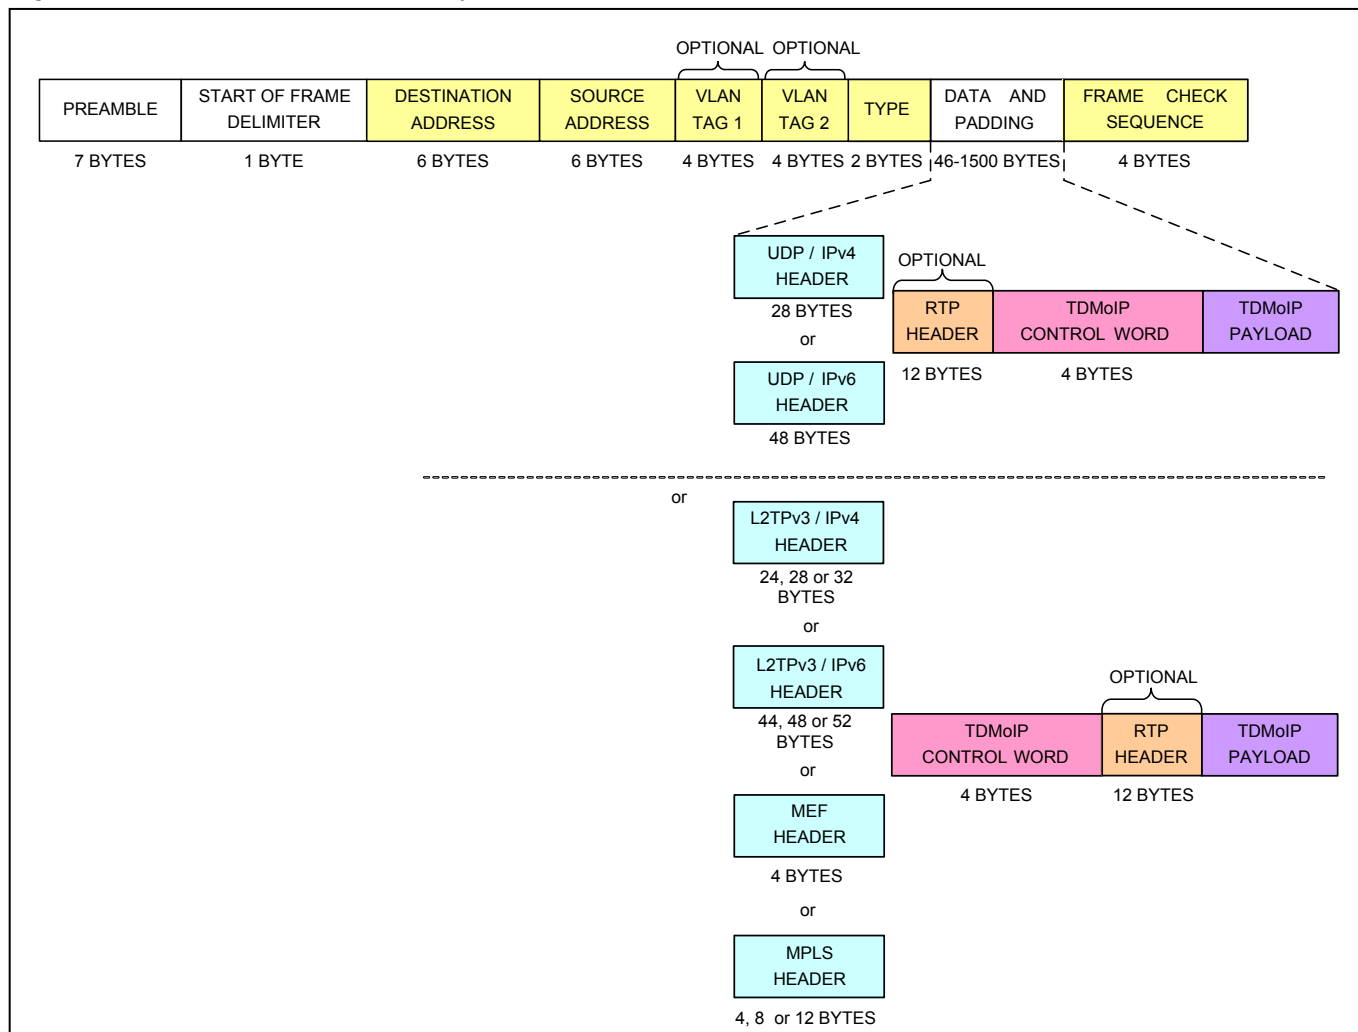 OPTIONAL OPTIONAL
PREAMBLE
START OF FRAME
DELIMITER
DESTINATION
ADDRESS
SOURCE
ADDRESS
VLAN
TAG 1
VLAN
TAG 2
TYPE
DATA AND
PADDING
FRAME CHECK
SEQUENCE
7 BYTES
1 BYTE
6 BYTES
6 BYTES
4 BYTES
4 BYTES
2 BYTES
46-1500 BYTES
4 BYTES
UDP / IPv4
HEADER
28 BYTES
or
UDP / IPv6
HEADER
48 BYTES
OPTIONAL
RTP
HEADER
TDMoIP
CONTROL WORD
TDMoIP
PAYLOAD
12 BYTES
4 BYTES
or
L2TPv3 / IPv4
HEADER
24, 28 or 32
BYTES
or
L2TPv3 / IPv6
HEADER
44, 48 or 52
BYTES
or
MEF
HEADER
4 BYTES
or
MPLS
HEADER
4, 8 or 12 BYTES
OPTIONAL
TDMoIP
CONTROL WORD
RTP
HEADER
TDMoIP
PAYLOAD
4 BYTES
12 BYTES